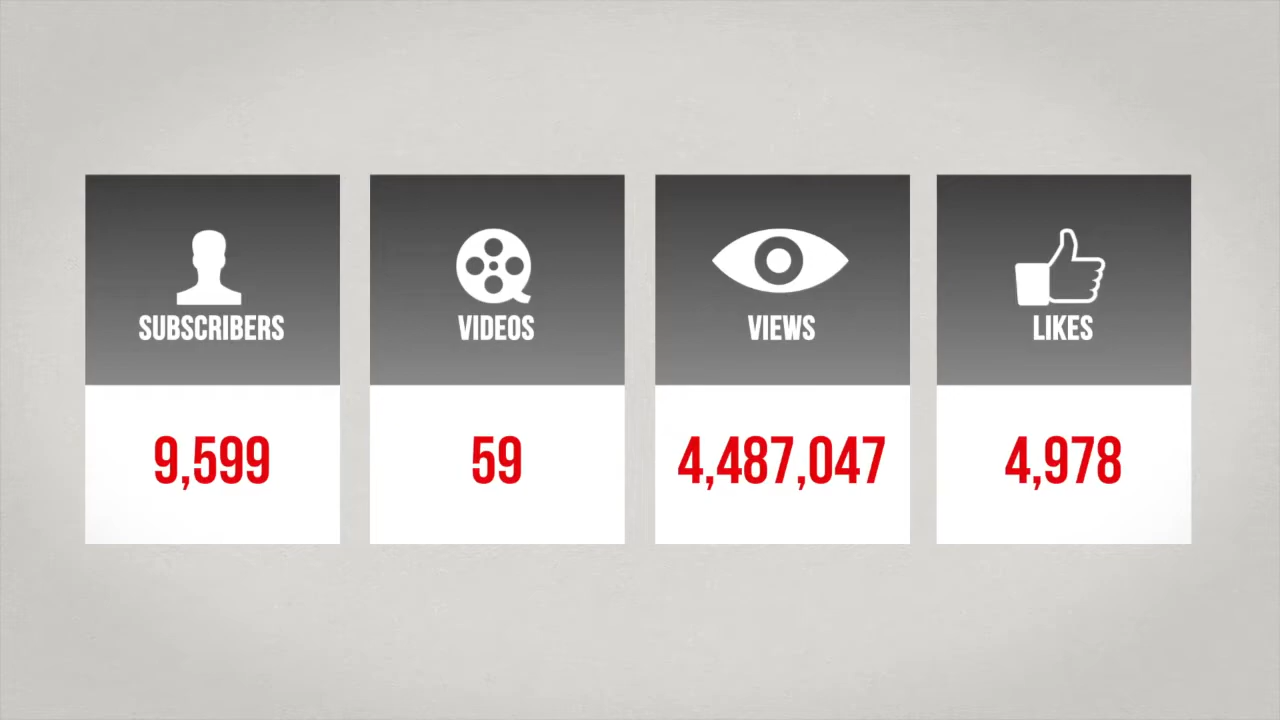 SUBSCRIBERS
VIDEOS
VIEWS
LIKES
9,599
59
4,487,047
4,978